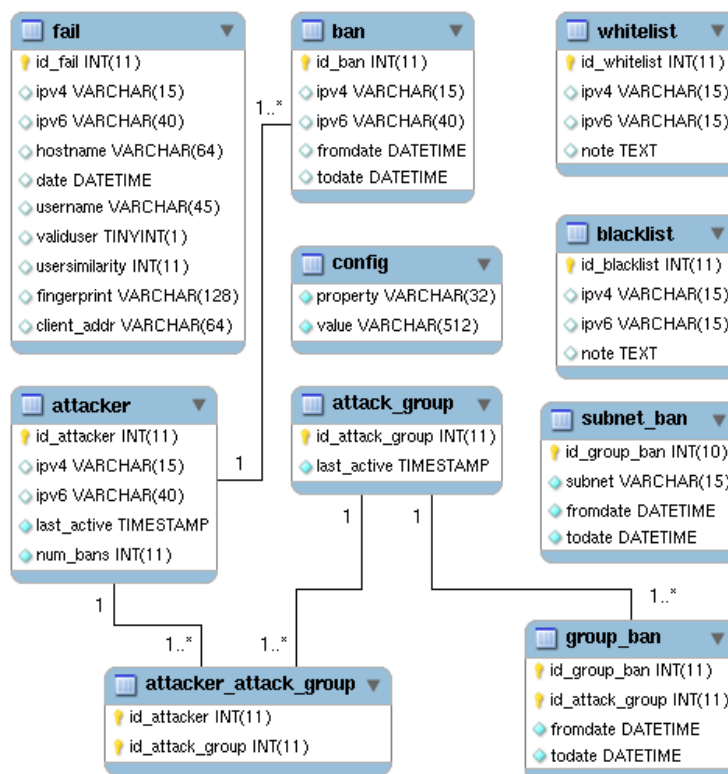 fail
id_fail INT(11)
ipv4 VARCHAR(15)
ipv6 VARCHAR(40)
hostname VARCHAR(64)
date DATETIME
username VARCHAR(45)
validuser TINYINT(1)
usersimilarity INT(11)
fingerprint VARCHAR(128)
client_addr VARCHAR(64)
ban
id_ban INT(11)
ipv4 VARCHAR(15)
ipv6 VARCHAR(40)
fromdate DATETIME
todate DATETIME
1..*
whitelist
id_whitelist INT(11)
ipv4 VARCHAR(15)
ipv6 VARCHAR(15)
note TEXT
config
property VARCHAR(32)
value VARCHAR(512)
blacklist
id_blacklist INT(11)
ipv4 VARCHAR(15)
ipv6 VARCHAR(15)
note TEXT
attacker
id_attacker INT(11)
ipv4 VARCHAR(15)
ipv6 VARCHAR(40)
last_active TIMESTAMP
num_bans INT(11)
1
attack_group
id_attack_group INT(11)
last_active TIMESTAMP
1
1
subnet_ban
id_group_ban INT(10)
subnet VARCHAR(15)
fromdate DATETIME
todate DATETIME
1
1..*
1..*
1..*
attacker_attack_group
id_attacker INT(11)
id_attack_group INT(11)
group_ban
id_group_ban INT(11)
id_attack_group INT(11)
fromdate DATETIME
todate DATETIME